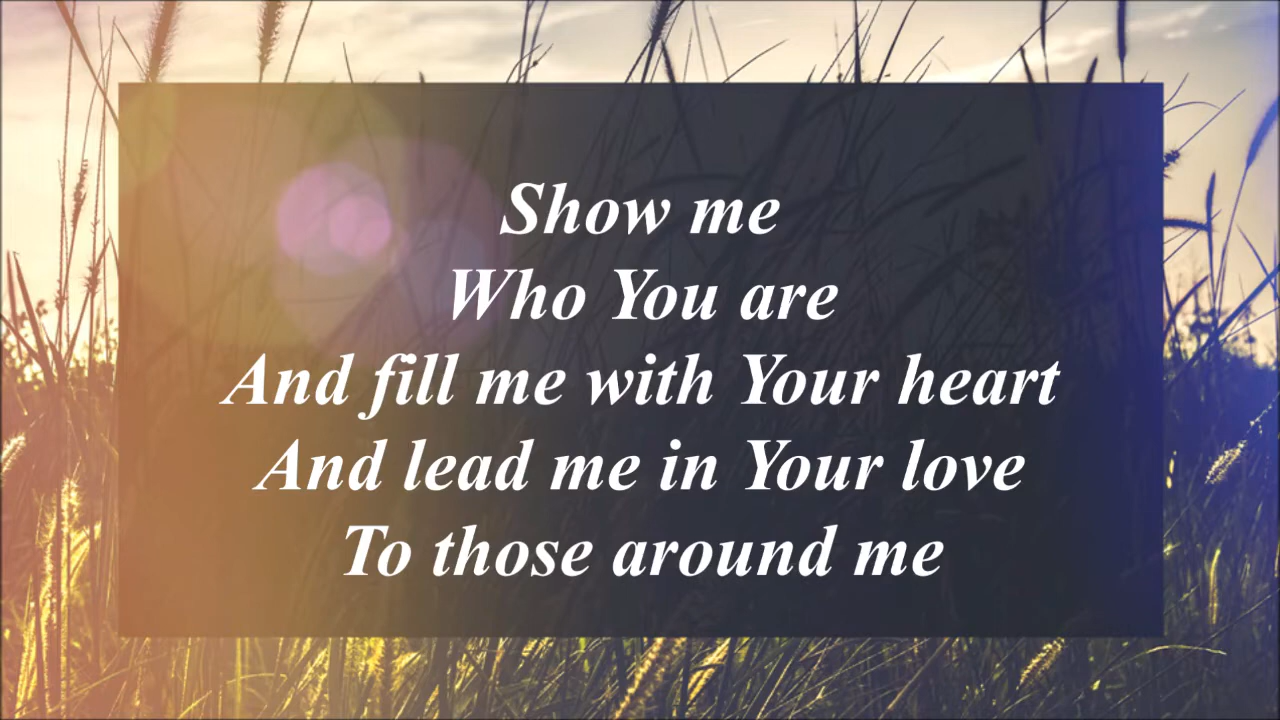 Show me
Who You are
And fill me with Your heart
And lead me in Your love
To those around me